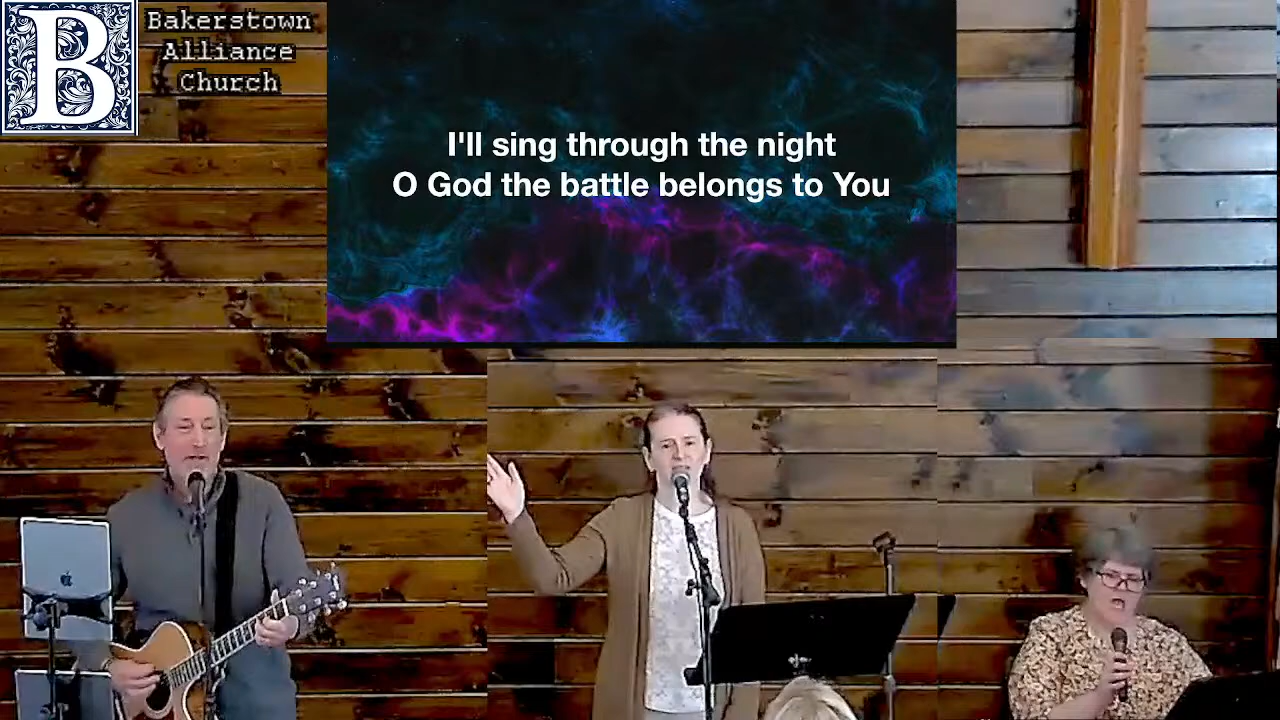 B
Bakerstown
Alliance
Church
I'll sing through the night
O God the battle belongs to You